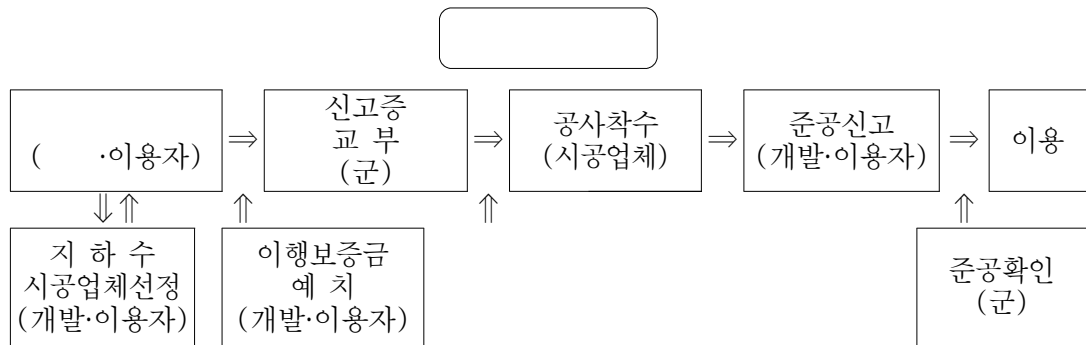 ( ·이용자)
⇒
신고증
교 부
(군)
⇒
공사착수
(시공업체)
⇒
준공신고
(개발·이용자)
⇒
이용
⇓⇑
⇑
⇑
⇑
지 하 수
시공업체선정
(개발·이용자)
이행보증금
예 치
(개발·이용자)
준공확인
(군)